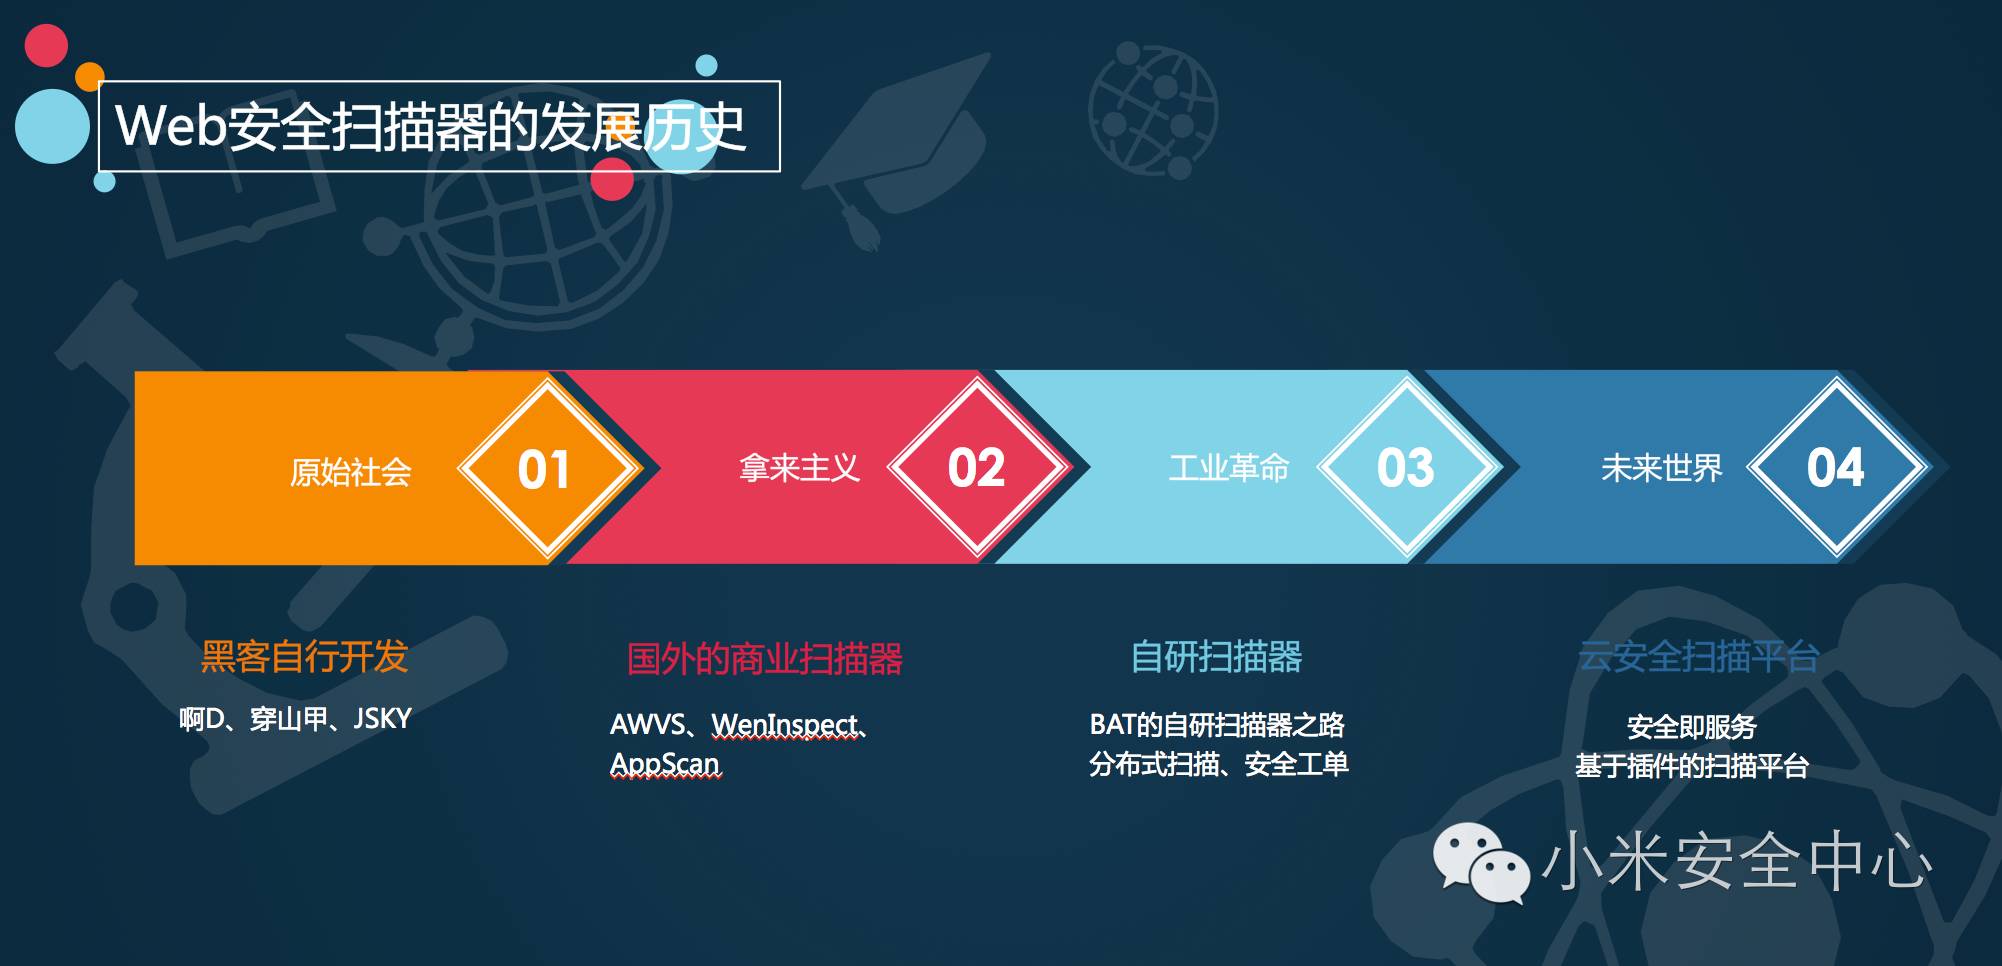 Web安全扫描器的发展历史
原始社会 01
拿来主义 02
工业革命 03
未来世界 04
黑客自行开发
啊D、穿山甲、JSKY
国外的商业扫描器
AWVS、WenInspect、
AppScan
自研扫描器
BAT的自研扫描器之路
分布式扫描、安全工单
云安全扫描平台
安全即服务
基于插件的扫描平台
小米安全中心